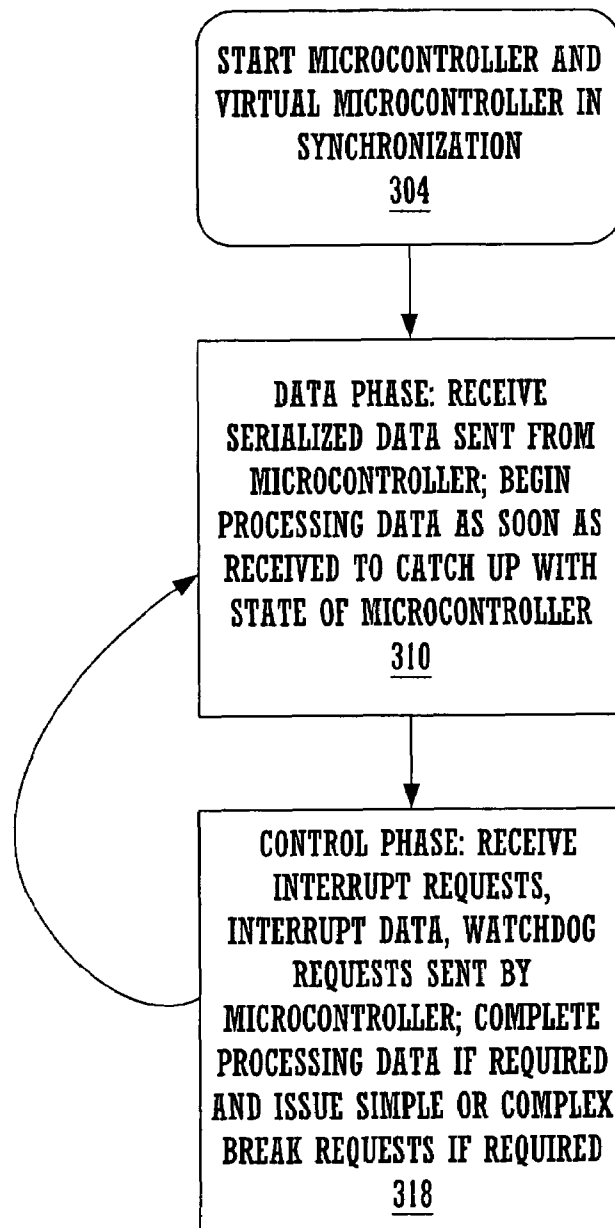 START MICROCONTROLLER AND
VIRTUAL MICROCONTROLLER IN
SYNCHRONIZATION
304
DATA PHASE: RECEIVE
SERIALIZED DATA SENT FROM
MICROCONTROLLER; BEGIN
PROCESSING DATA AS SOON AS
RECEIVED TO CATCH UP WITH
STATE OF MICROCONTROLLER
310
CONTROL PHASE: RECEIVE
INTERRUPT REQUESTS,
INTERRUPT DATA, WATCHDOG
REQUESTS SENT BY
MICROCONTROLLER; COMPLETE
PROCESSING DATA IF REQUIRED
AND ISSUE SIMPLE OR COMPLEX
BREAK REQUESTS IF REQUIRED
318